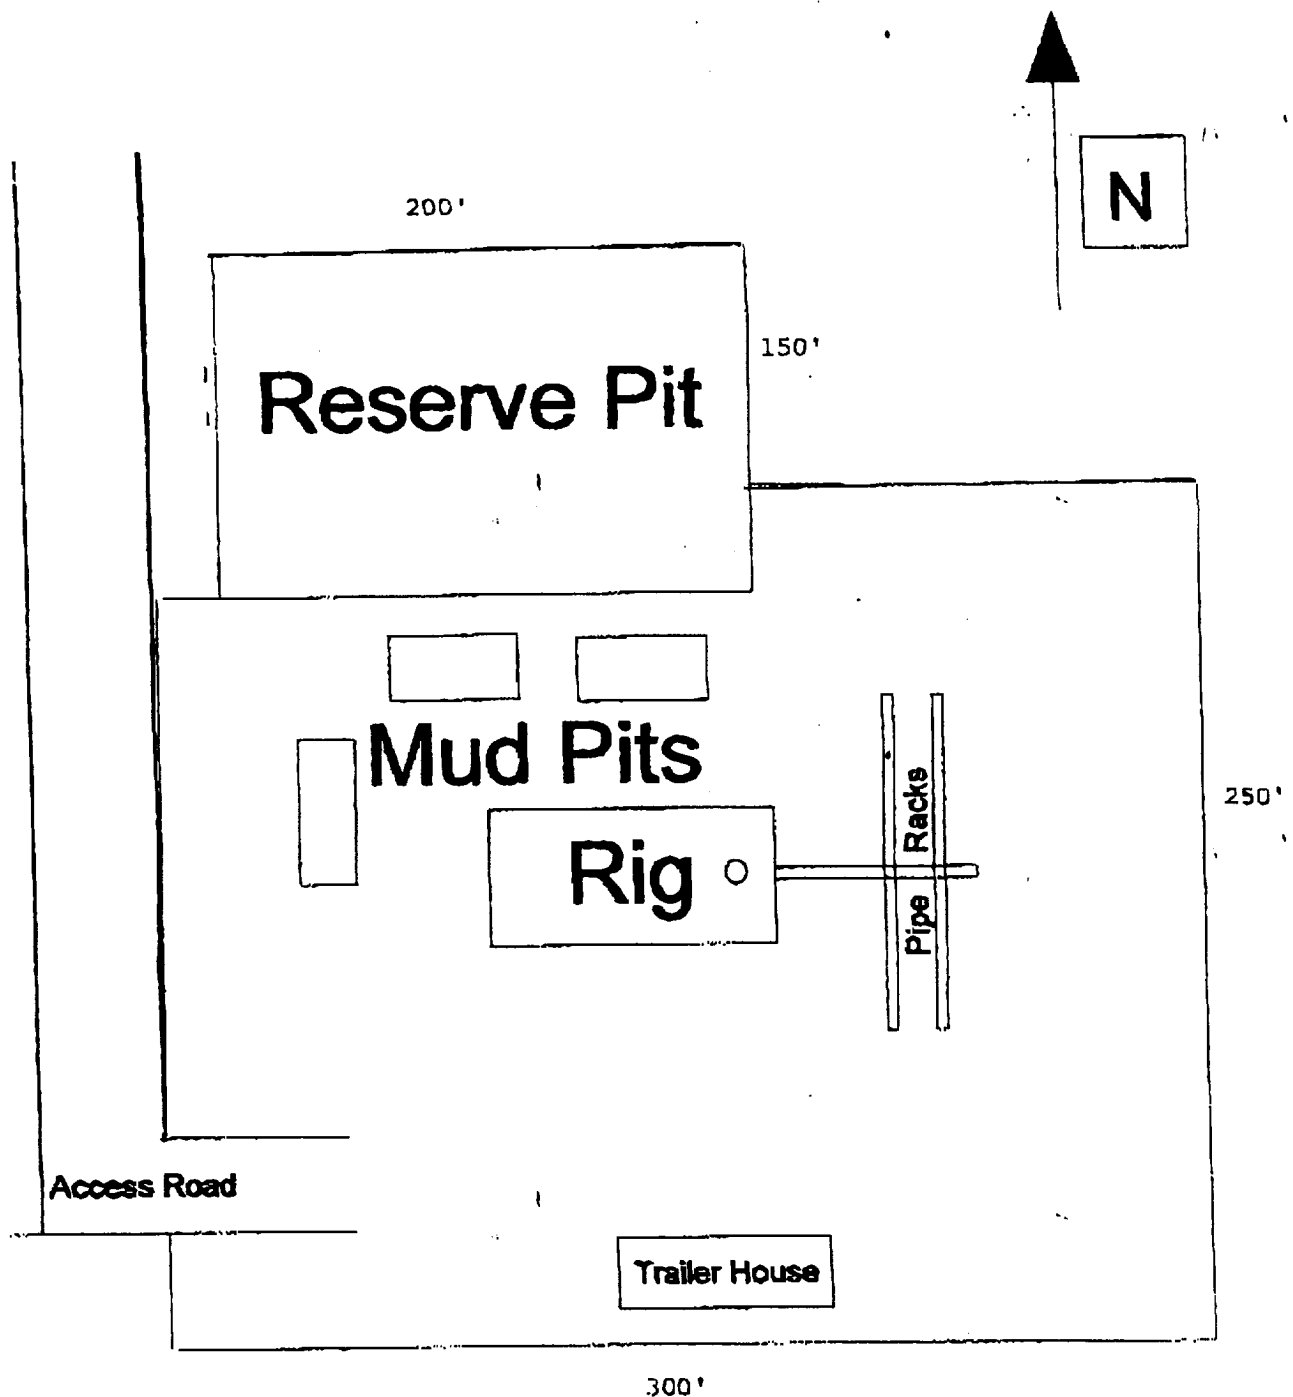 N
200'
150'
Reserve Pit
Mud Pits
Pipe Racks
250'
Rig
Access Road
Trailer House
300'